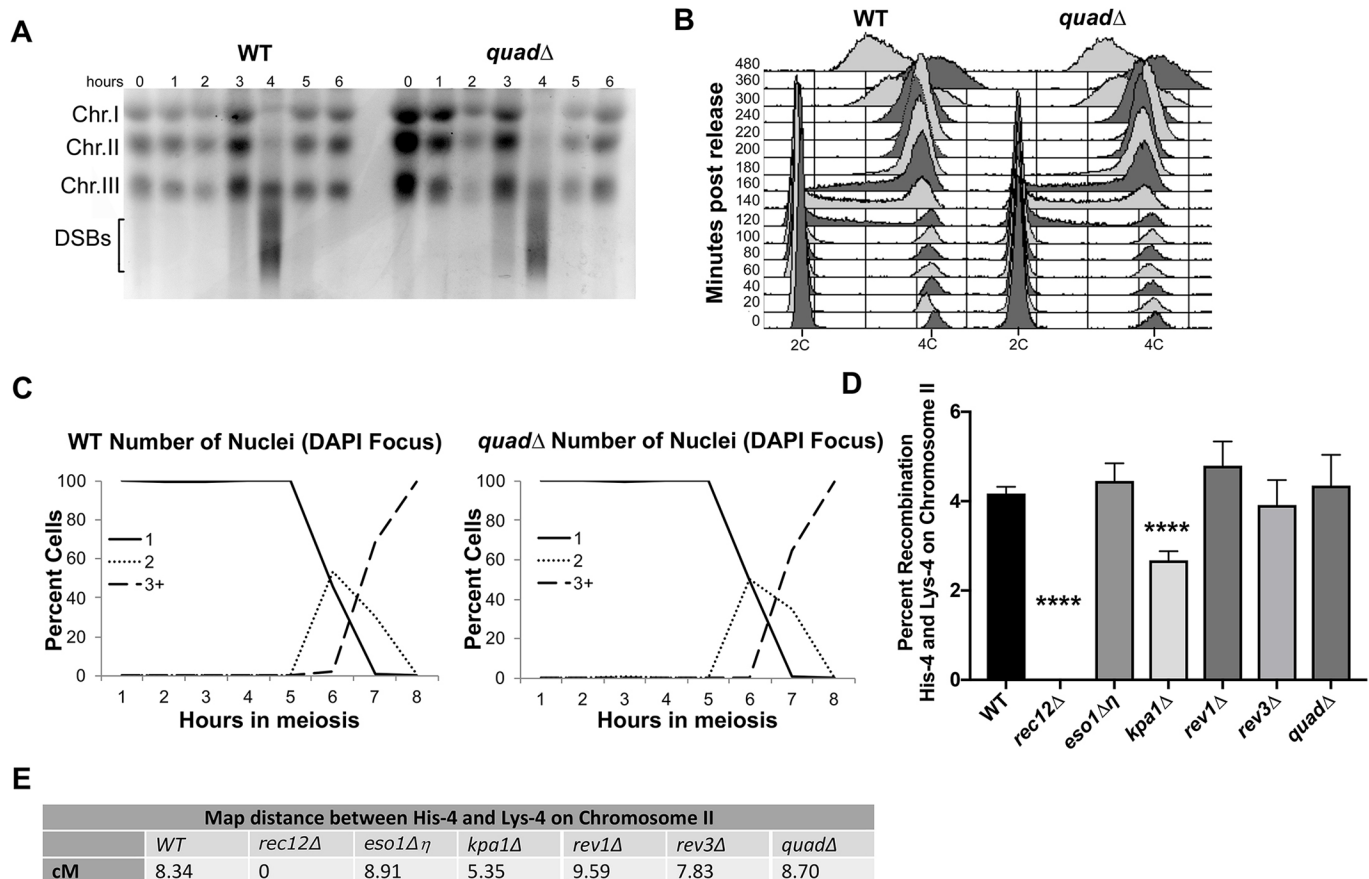 A
WT
quadΔ
hours 0 1 2 3 4 5 6 0 1 2 3 4 5 6
Chr.I
Chr.II
Chr.III
DSBs
B
WT
quadΔ
Minutes post release
480
360
300
240
220
200
180
160
140
120
100
80
60
40
20
0
2C 4C 2C 4C
C
WT Number of Nuclei (DAPI Focus)
Percent Cells
100
80
60
40
20
0
1
2
3+
1 2 3 4 5 6 7 8
Hours in meiosis
quadΔ Number of Nuclei (DAPI Focus)
Percent Cells
100
80
60
40
20
0
1
2
3+
1 2 3 4 5 6 7 8
Hours in meiosis
D
Percent Recombination
His-4 and Lys-4 on Chromosome II
6
4
2
0
****
****
WT rec12Δ eso1Δη kpa1Δ rev1Δ rev3Δ quadΔ
E
Map distance between His-4 and Lys-4 on Chromosome II
WT rec12Δ eso1Δη kpa1Δ rev1Δ rev3Δ quadΔ
cM 8.34 0 8.91 5.35 9.59 7.83 8.70